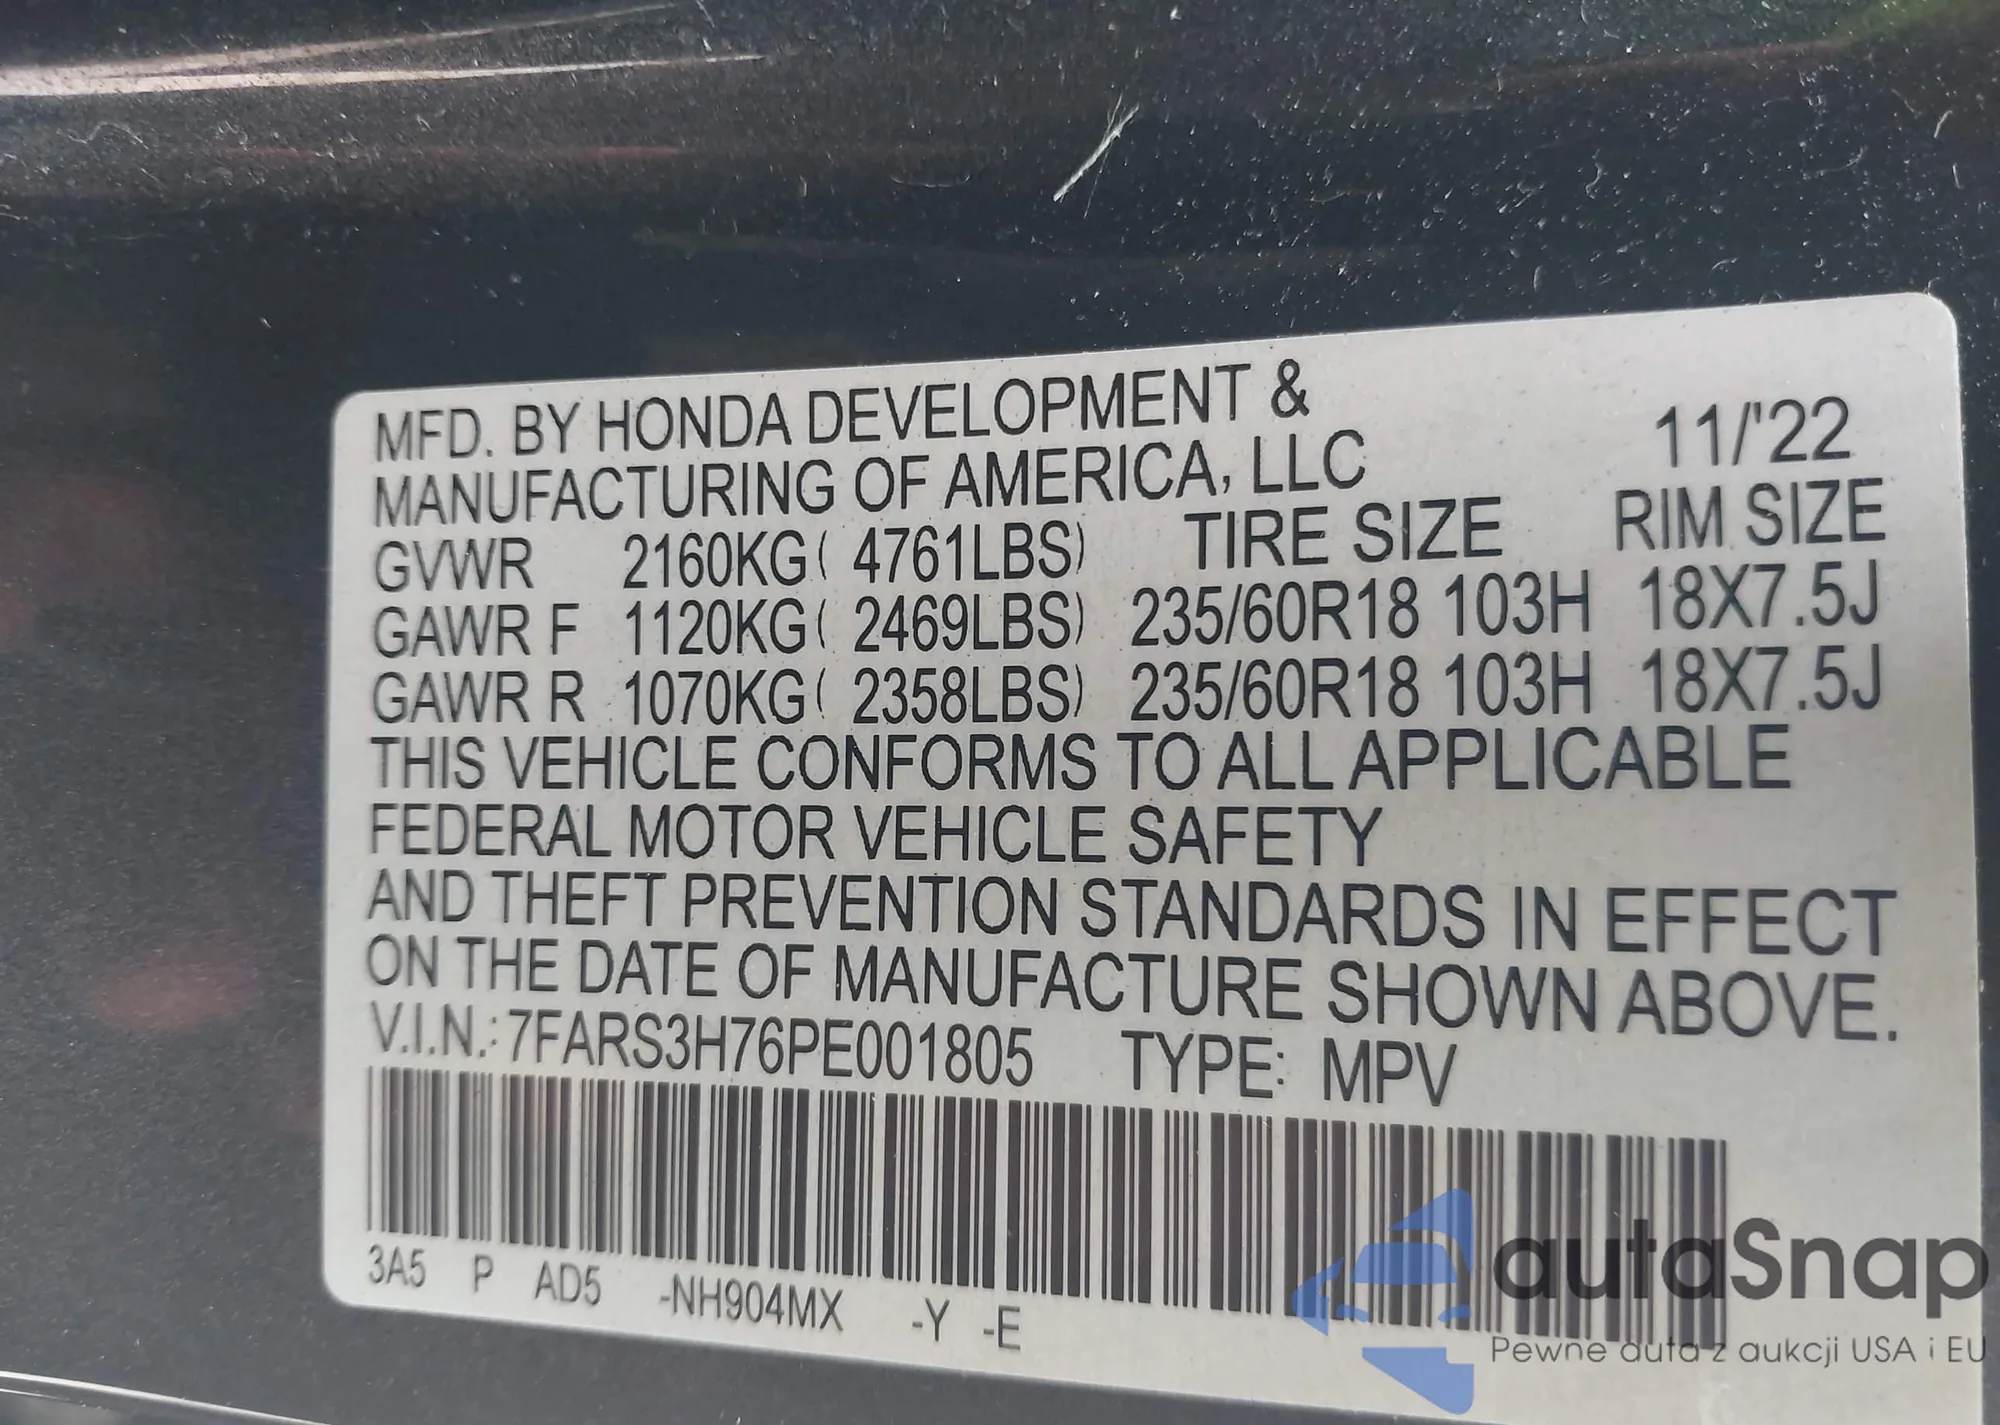 MFD. BY HONDA DEVELOPMENT &
MANUFACTURING OF AMERICA, LLC 11/'22
GVWR 2160KG( 4761LBS) TIRE SIZE RIM SIZE
GAWR F 1120KG( 2469LBS) 235/60R18 103H 18X7.5J
GAWR R 1070KG( 2358LBS) 235/60R18 103H 18X7.5J
THIS VEHICLE CONFORMS TO ALL APPLICABLE
FEDERAL MOTOR VEHICLE SAFETY
AND THEFT PREVENTION STANDARDS IN EFFECT
ON THE DATE OF MANUFACTURE SHOWN ABOVE.
V.I.N.: 7FARS3H76PE001805 TYPE: MPV
3A5 P AD5 -NH904MX -Y -E
autaSnap
Pewne auta z aukcji USA i EU